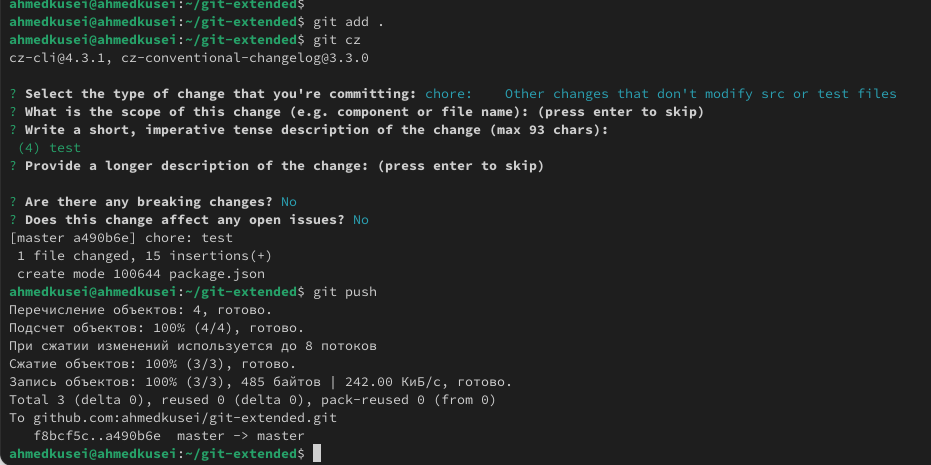 ahmedkusei@ahmedkusei:~/git-extended$
ahmedkusei@ahmedkusei:~/git-extended$ git add .
ahmedkusei@ahmedkusei:~/git-extended$ git cz
cz-cli@4.3.1, cz-conventional-changelog@3.3.0
? Select the type of change that you're committing: chore:    Other changes that don't modify src or test files
? What is the scope of this change (e.g. component or file name): (press enter to skip)
? Write a short, imperative tense description of the change (max 93 chars):
 (4) test
? Provide a longer description of the change: (press enter to skip)
? Are there any breaking changes? No
? Does this change affect any open issues? No
[master a490b6e] chore: test
 1 file changed, 15 insertions(+)
 create mode 100644 package.json
ahmedkusei@ahmedkusei:~/git-extended$ git push
Перечисление объектов: 4, готово.
Подсчет объектов: 100% (4/4), готово.
При сжатии изменений используется до 8 потоков
Сжатие объектов: 100% (3/3), готово.
Запись объектов: 100% (3/3), 485 байтов | 242.00 КиБ/с, готово.
Total 3 (delta 0), reused 0 (delta 0), pack-reused 0 (from 0)
To github.com:ahmedkusei/git-extended.git
   f8bcf5c..a490b6e  master -> master
ahmedkusei@ahmedkusei:~/git-extended$